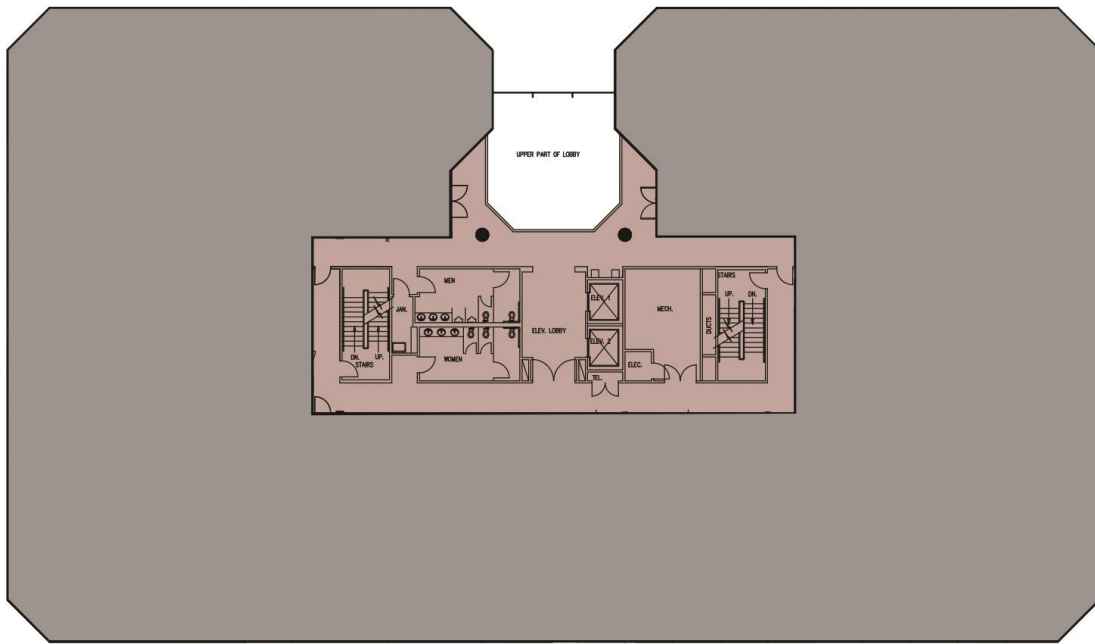 UPPER PART OF LOBBY
MEN
JAN.
WOMEN
DN.
UP.
STAIRS
ELEV. LOBBY
ELEV. 1
ELEV. 2
TEL.
MECH.
ELEC.
DUCTS
STAIRS
UP.
DN.